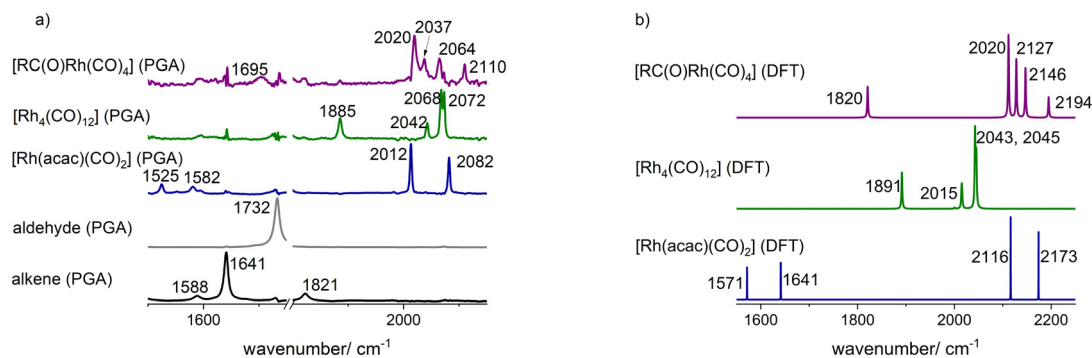 a)
2020
2037
2064
2110
[RC(O)Rh(CO)₄] (PGA)
1695
2068
2072
[Rh₄(CO)₁₂] (PGA)
1885
2042
[Rh(acac)(CO)₂] (PGA)
2012
2082
1525
1582
1732
aldehyde (PGA)
1641
alkene (PGA)
1588
1821
1600
2000
wavenumber/ cm⁻¹
b)
2020
2127
[RC(O)Rh(CO)₄] (DFT)
2146
1820
2194
2043, 2045
[Rh₄(CO)₁₂] (DFT)
1891
2015
[Rh(acac)(CO)₂] (DFT)
2116
2173
1571
1641
1600
1800
2000
2200
wavenumber/ cm⁻¹